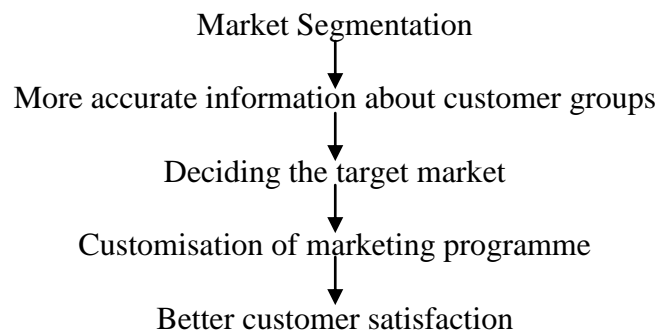 Market Segmentation
More accurate information about customer groups
Deciding the target market
Customisation of marketing programme
Better customer satisfaction